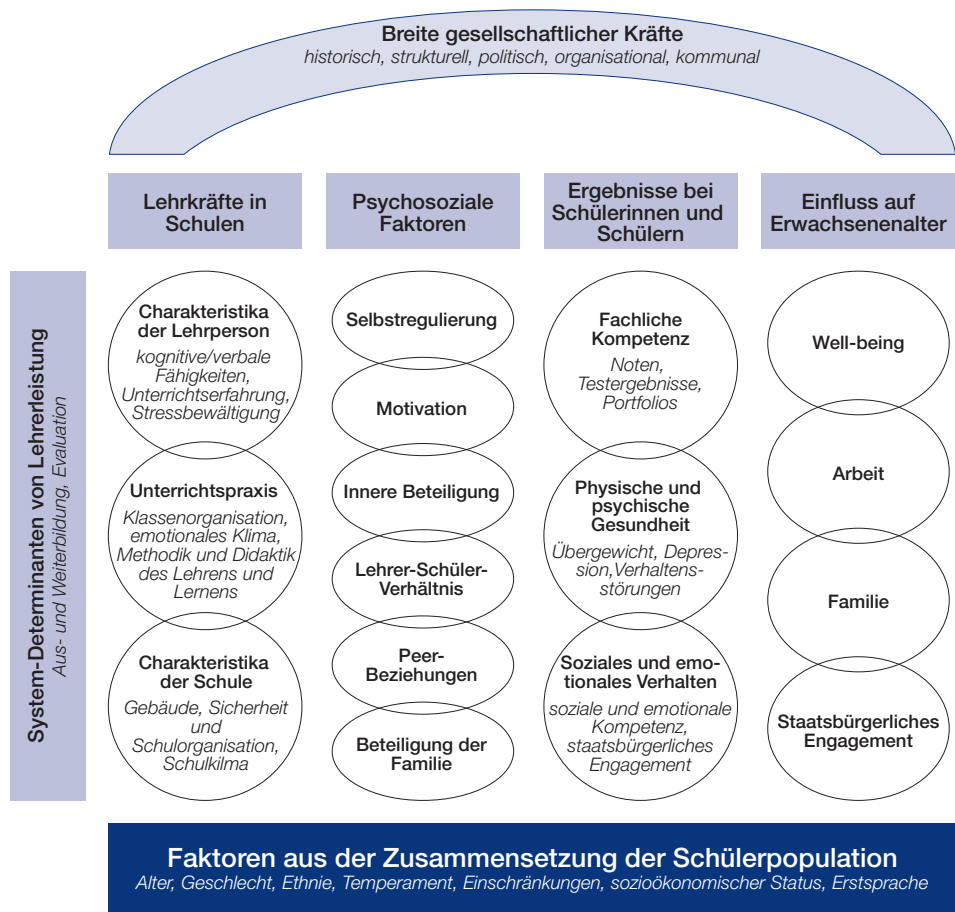 Breite gesellschaftlicher Kräfte
historisch, strukturell, politisch, organisational, kommunal
Lehrkräfte in
Schulen
Psychosoziale
Faktoren
Ergebnisse bei
Schülerinnen und
Schülern
Einfluss auf
Erwachsenenalter
System-Determinanten von Lehrerleistung
Aus- und Weiterbildung, Evaluation
Charakteristika
der Lehrperson
kognitive/verbale
Fähigkeiten,
Unterrichtserfahrung,
Stressbewältigung
Unterrichtspraxis
Klassenorganisation,
emotionales Klima,
Methodik und Didaktik
des Lehrens und
Lernens
Charakteristika
der Schule
Gebäude, Sicherheit
und
Schulorganisation,
Schulkilma
Selbstregulierung
Motivation
Innere Beteiligung
Lehrer-Schüler-
Verhältnis
Peer-
Beziehungen
Beteiligung der
Familie
Fachliche
Kompetenz
Noten,
Testergebnisse,
Portfolios
Physische und
psychische
Gesundheit
Übergewicht, Depres-
sion,Verhaltens-
störungen
Soziales und emo-
tionales Verhalten
soziale und emotionale
Kompetenz,
staatsbürgerliches
Engagement
Well-being
Arbeit
Familie
Staatsbürgerliches
Engagement
Faktoren aus der Zusammensetzung der Schülerpopulation
Alter, Geschlecht, Ethnie, Temperament, Einschränkungen, sozioökonomischer Status, Erstsprache